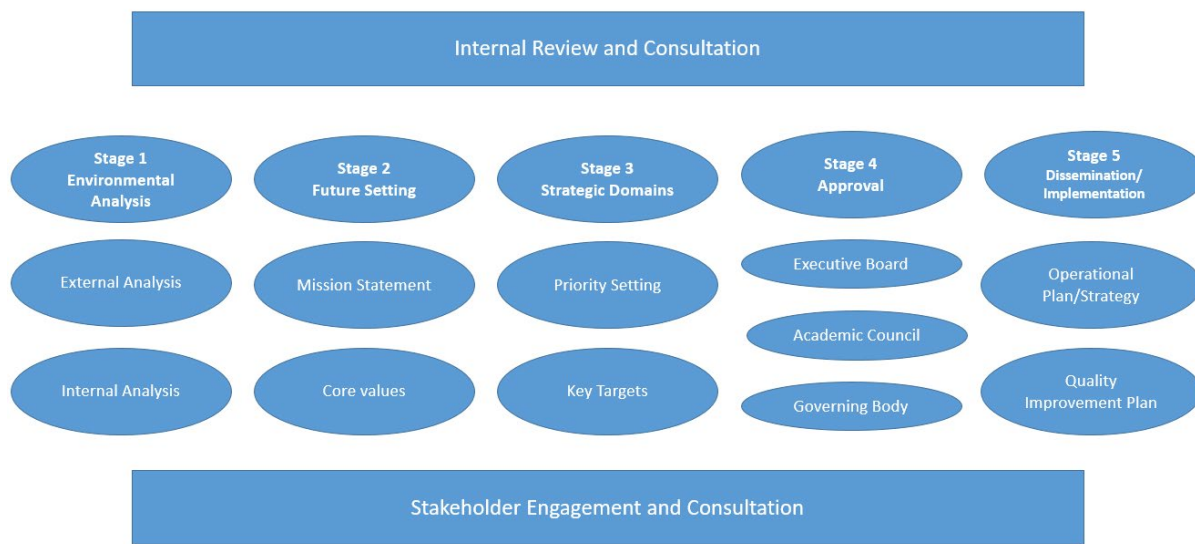 Internal Review and Consultation
Stage 1
Environmental
Analysis
Stage 2
Future Setting
Stage 3
Strategic Domains
Stage 4
Approval
Stage 5
Dissemination/
Implementation
External Analysis
Mission Statement
Priority Setting
Executive Board
Operational
Plan/Strategy
Academic Council
Internal Analysis
Core values
Key Targets
Governing Body
Quality
Improvement Plan
Stakeholder Engagement and Consultation